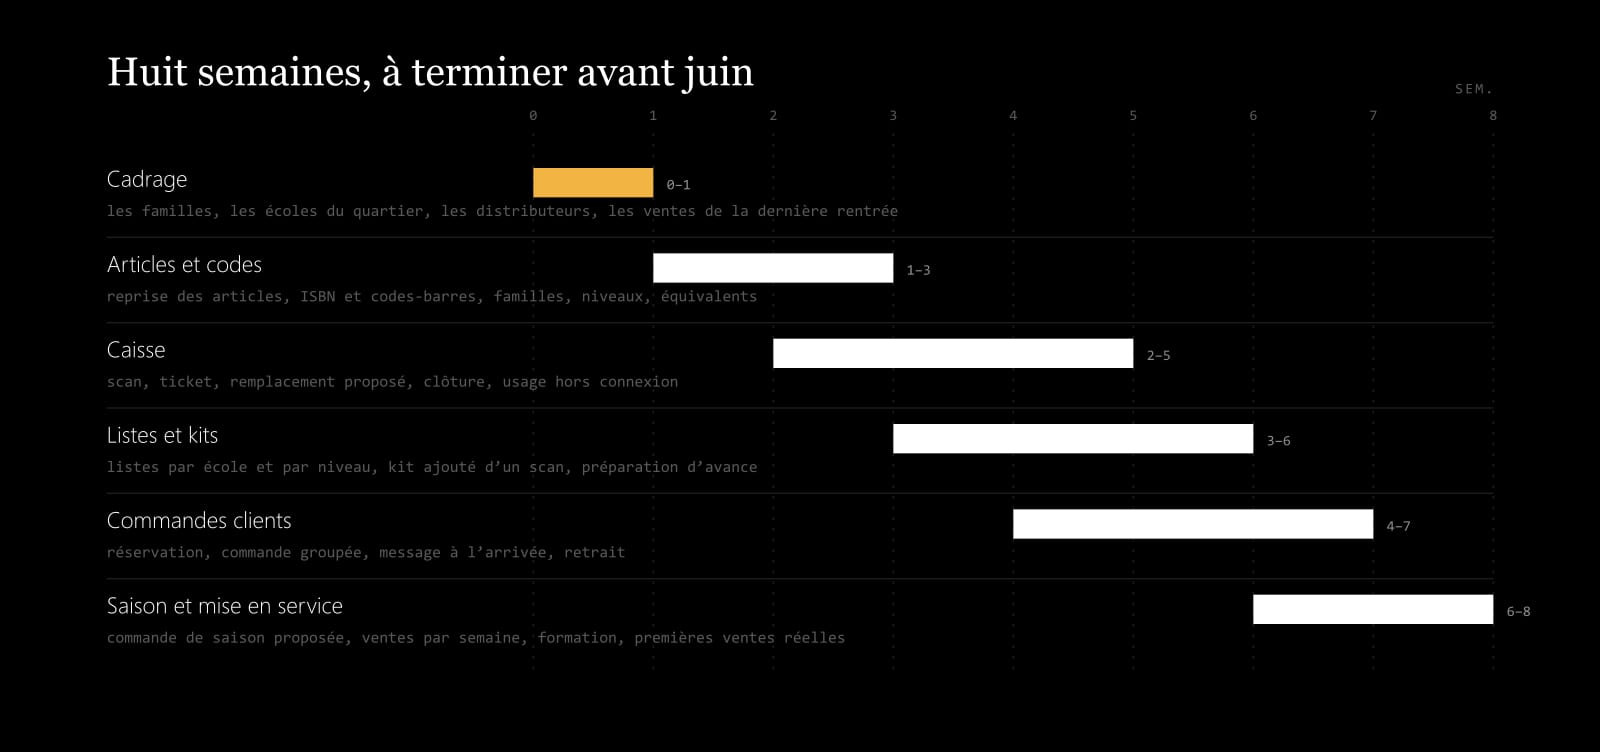 Huit semaines, à terminer avant juin
SEM.
0 1 2 3 4 5 6 7 8
Cadrage
0–1
les familles, les écoles du quartier, les distributeurs, les ventes de la dernière rentrée
Articles et codes
1–3
reprise des articles, ISBN et codes-barres, familles, niveaux, équivalents
Caisse
2–5
scan, ticket, remplacement proposé, clôture, usage hors connexion
Listes et kits
3–6
listes par école et par niveau, kit ajouté d’un scan, préparation d’avance
Commandes clients
4–7
réservation, commande groupée, message à l’arrivée, retrait
Saison et mise en service
6–8
commande de saison proposée, ventes par semaine, formation, premières ventes réelles